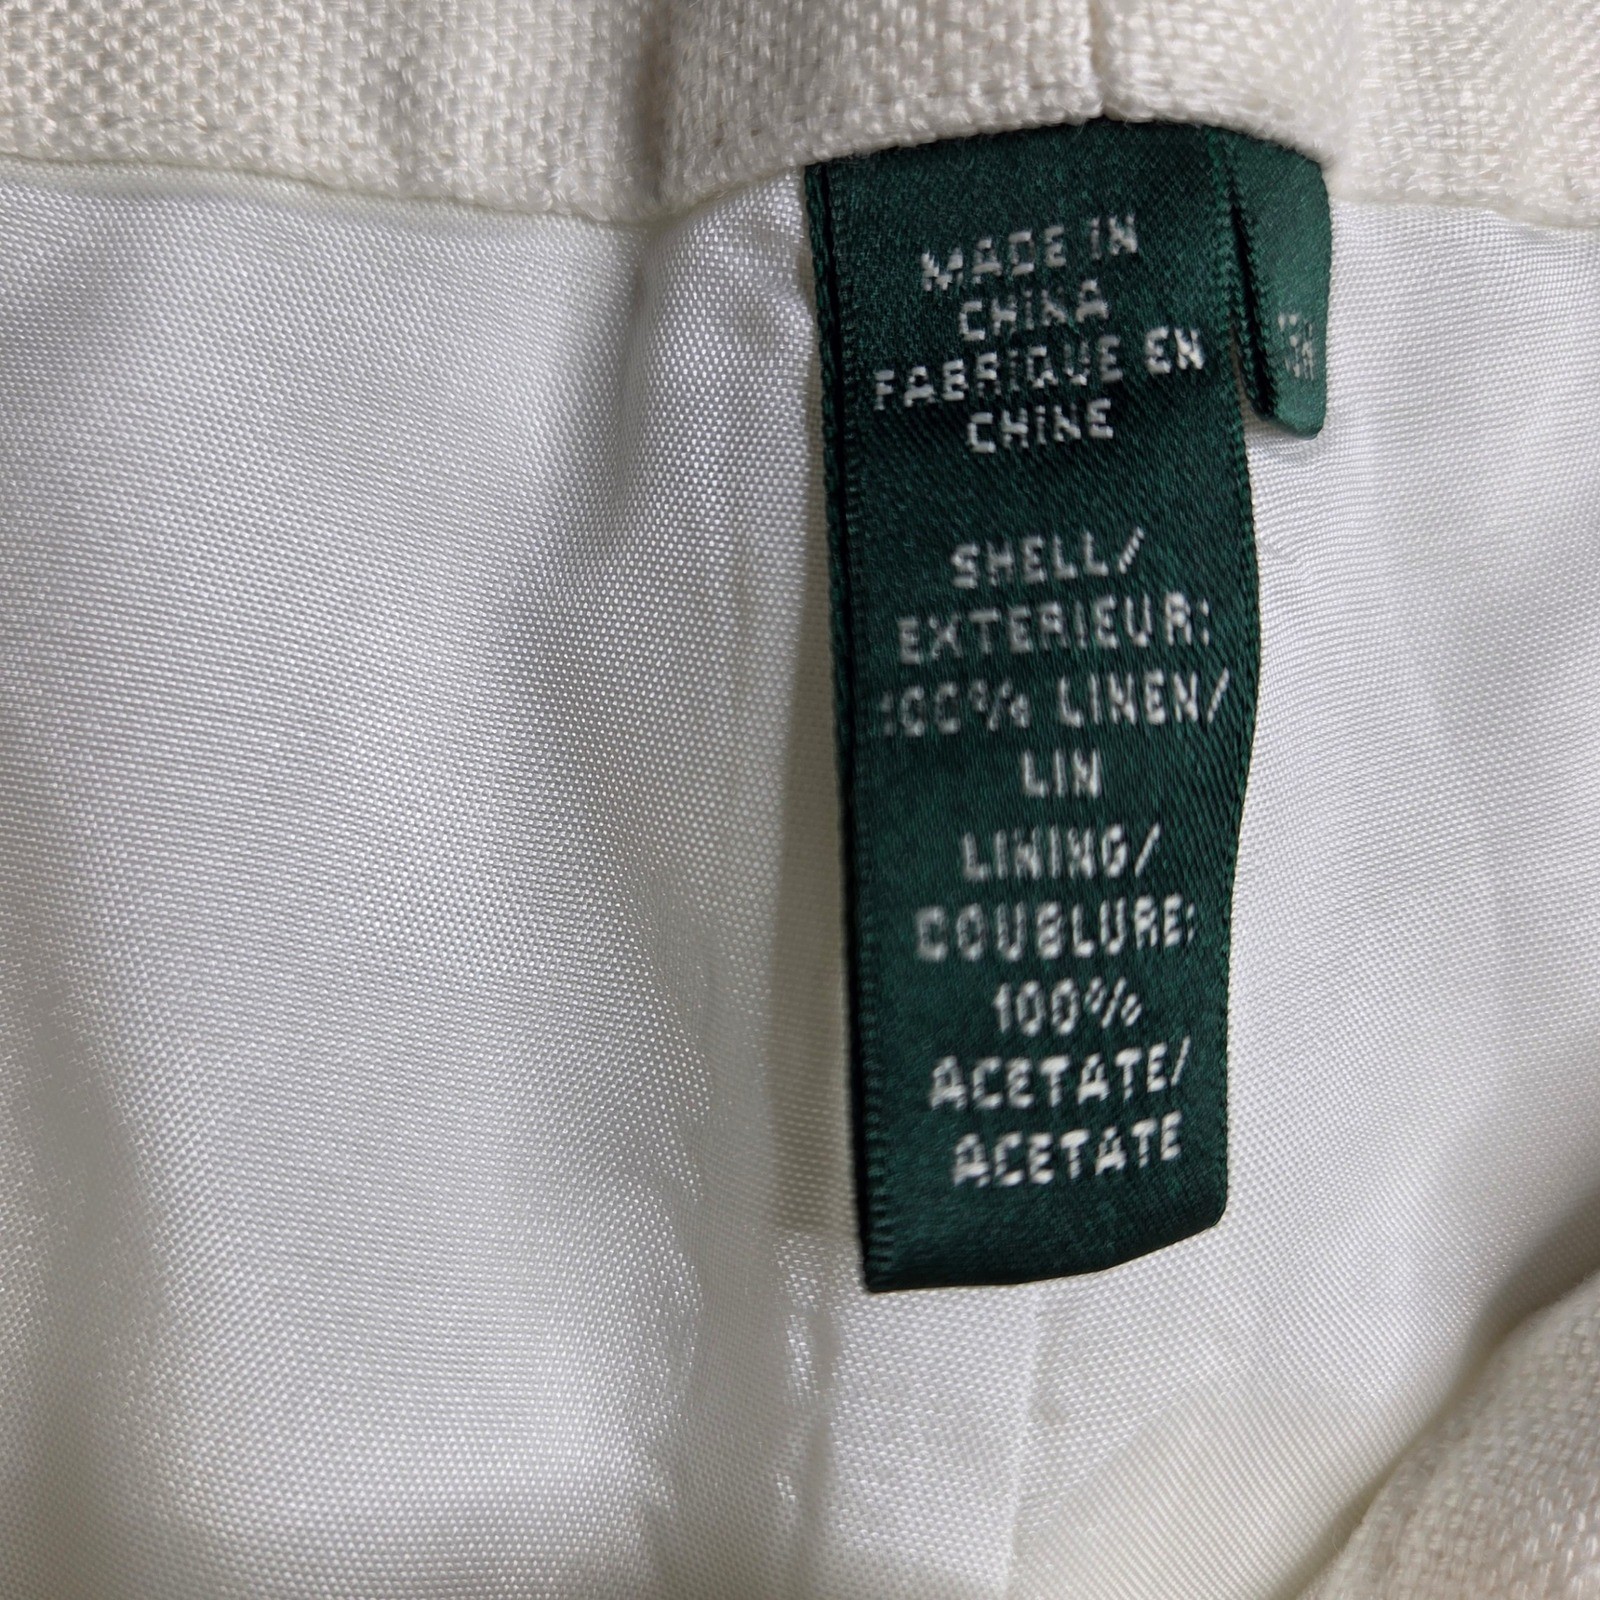 MADE IN
CHINA
FABRIQUE EN
CHINE
SHELL/
EXTERIEUR:
100% LINEN/
LIN
LINING/
DOUBLURE:
100%
ACETATE/
ACETATE